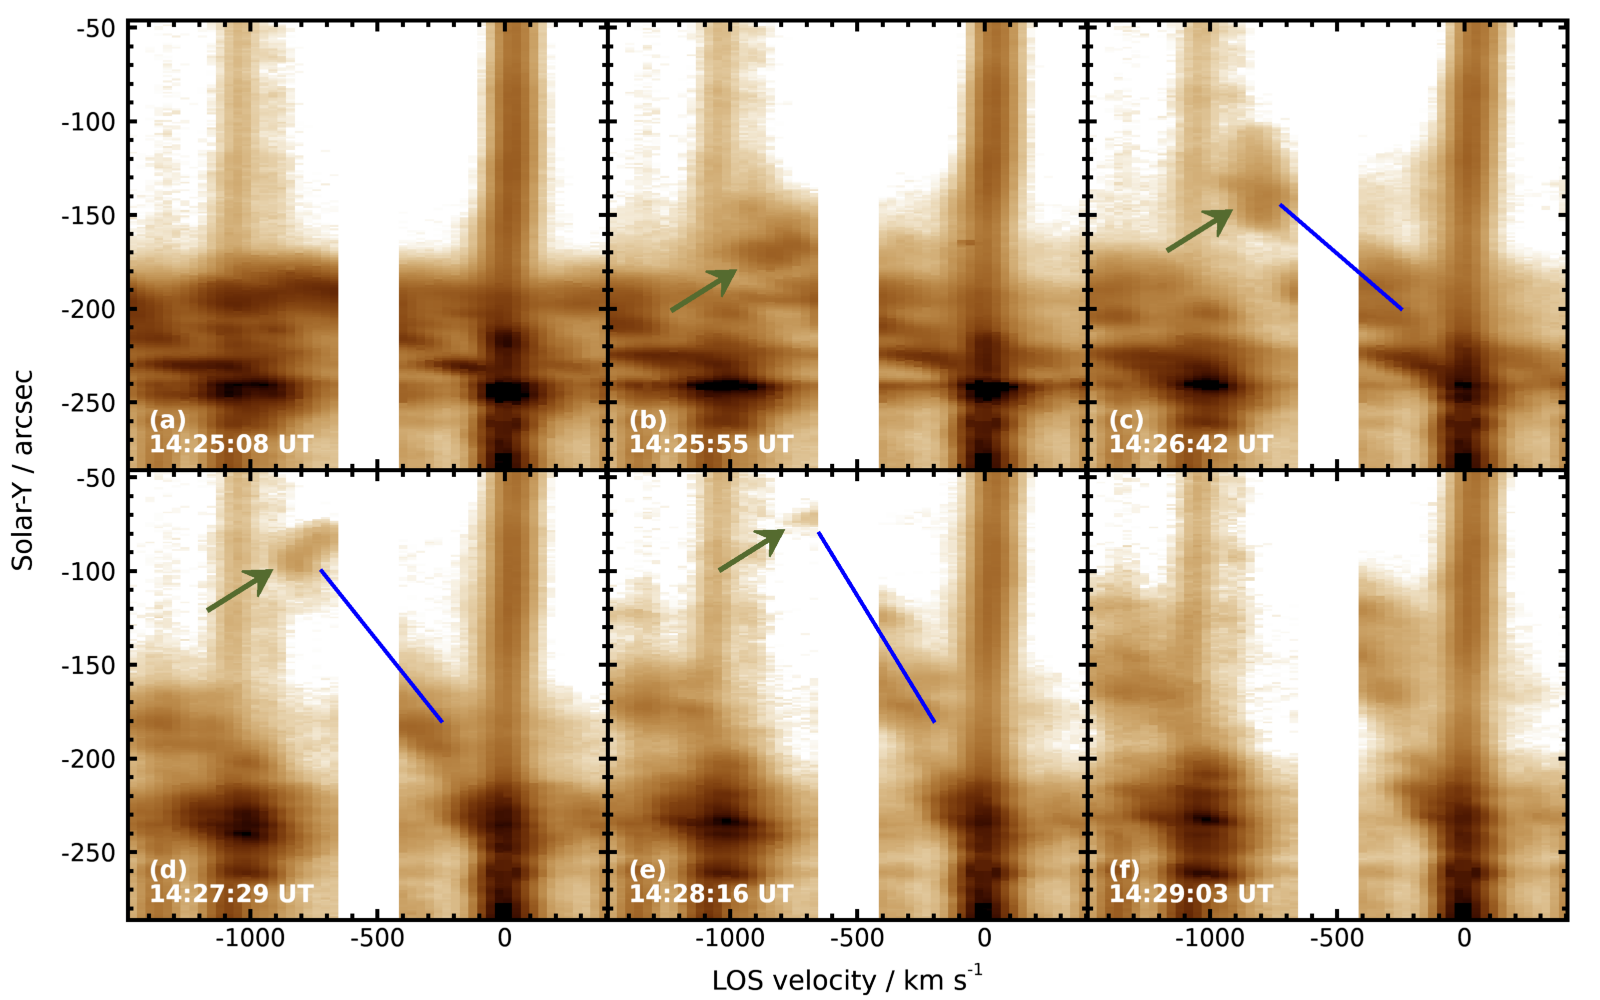 -50
-100
-150
-200
-250
(a)
14:25:08 UT
(b)
14:25:55 UT
(c)
14:26:42 UT
-50
-100
-150
-200
-250
(d)
14:27:29 UT
(e)
14:28:16 UT
(f)
14:29:03 UT
Solar-Y / arcsec
-1000 -500 0 -1000 -500 0 -1000 -500 0
LOS velocity / km s-1